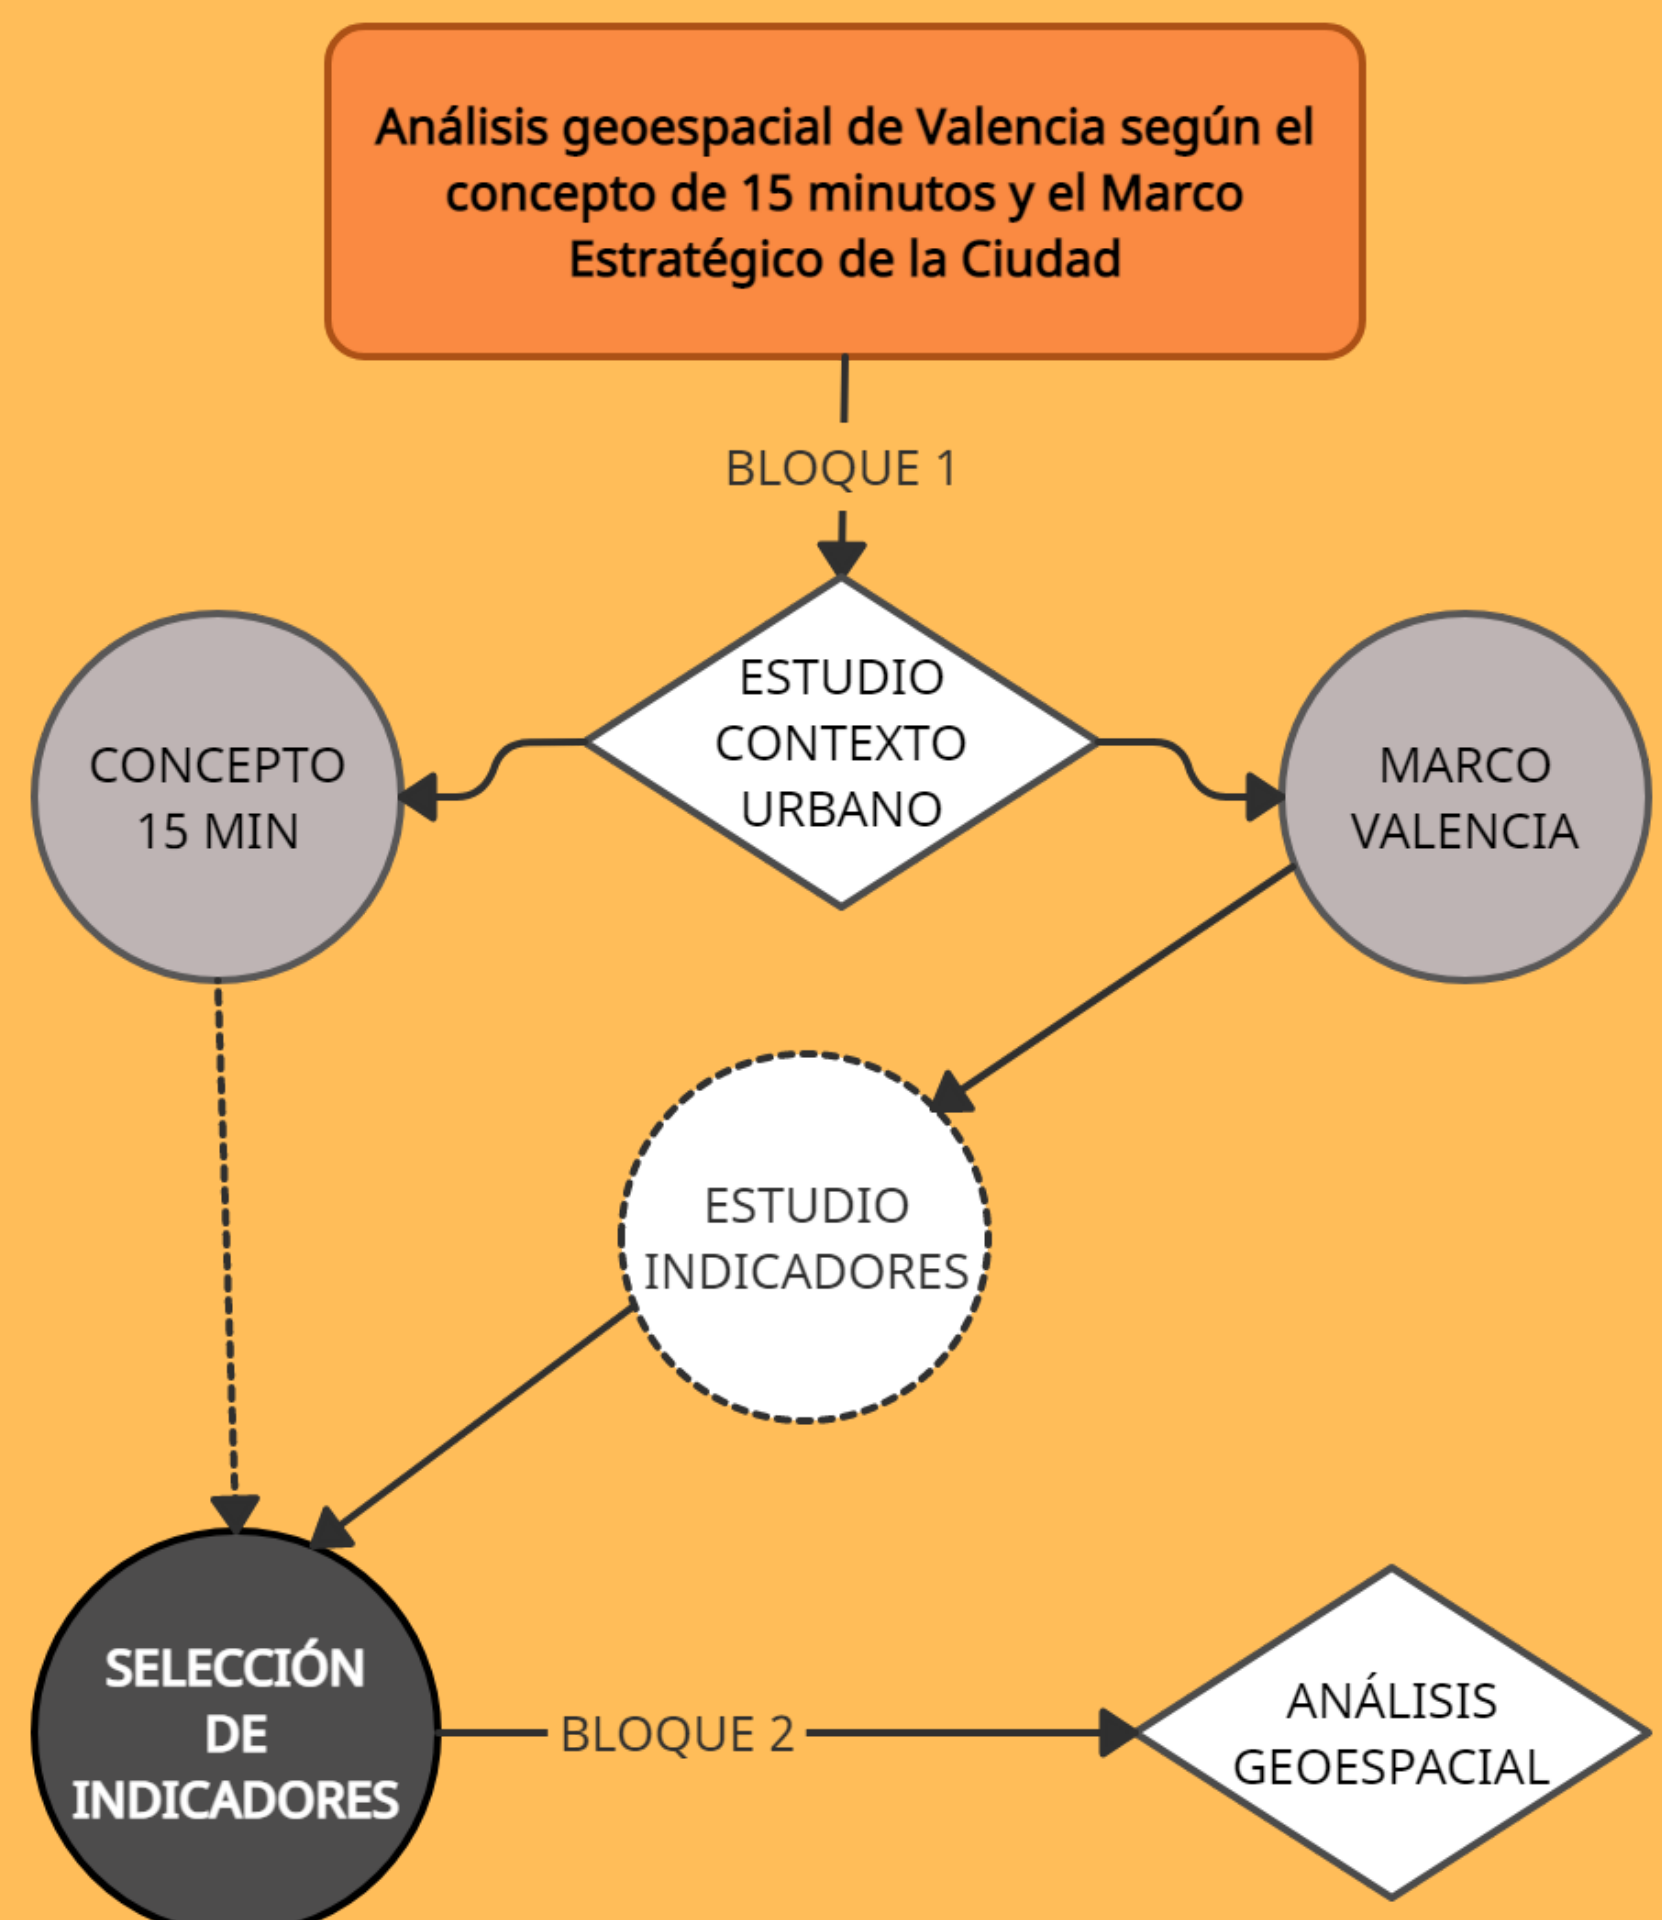 Análisis geoespacial de Valencia según el
concepto de 15 minutos y el Marco
Estratégico de la Ciudad
BLOQUE 1
ESTUDIO
CONTEXTO
URBANO
CONCEPTO
15 MIN
MARCO
VALENCIA
ESTUDIO
INDICADORES
SELECCIÓN
DE
INDICADORES
BLOQUE 2
ANÁLISIS
GEOESPACIAL